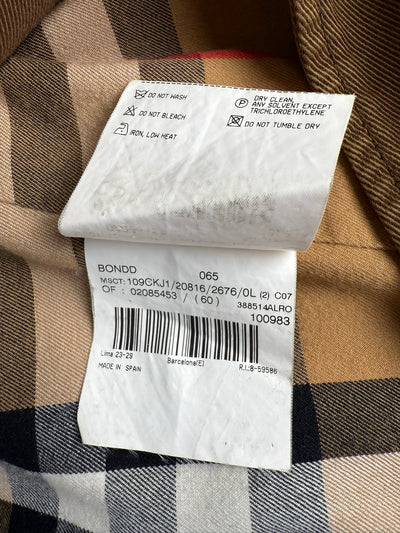 DO NOT WASH
DO NOT BLEACH
IRON, LOW HEAT
P DRY CLEAN,
ANY SOLVENT EXCEPT
TRICHLOROETHYLENE
DO NOT TUMBLE DRY
BONDD 065
MSCT:109CKJ1/20816/2676/0L (2) C07
OF : 02085453 / (60) 388514ALRO
100983
Lima 23-29 Barcelona(E) R.I.:8-59586
MADE IN SPAIN